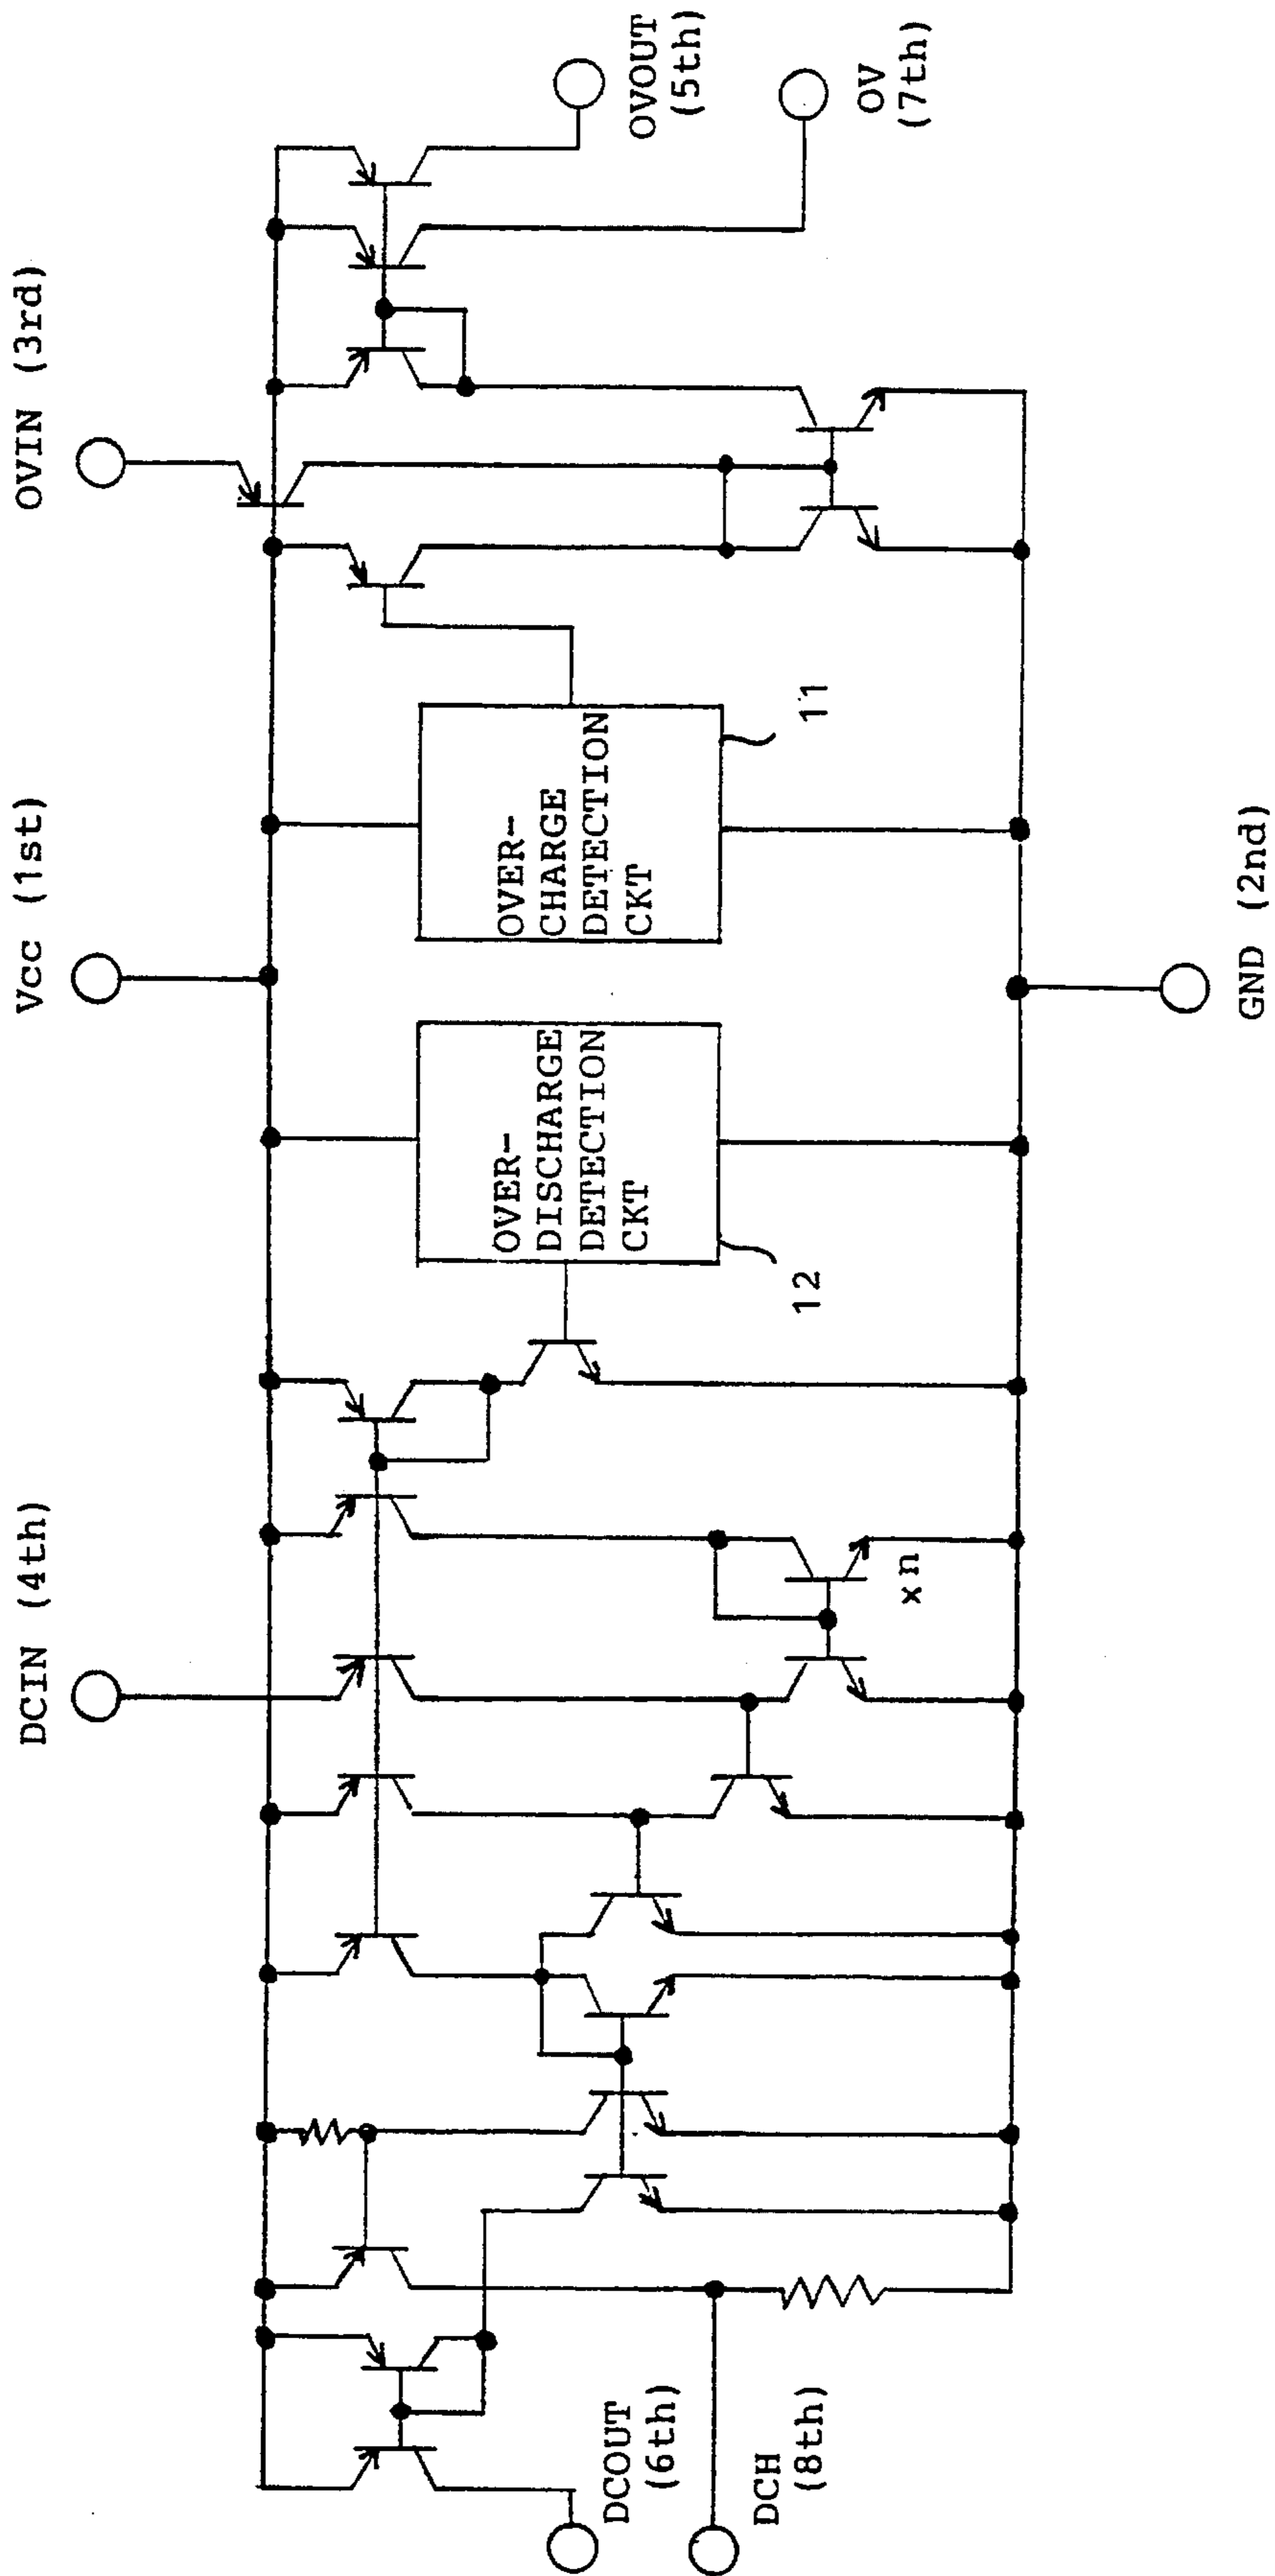 DCIN (4th)
Vcc (1st)
OVIN (3rd)
DCOUT
(6th)
DCH
(8th)
xn
OVER-
DISCHARGE
DETECTION
CKT
12
OVER-
CHARGE
DETECTION
CKT
11
OVOUT
(5th)
OV
(7th)
GND (2nd)